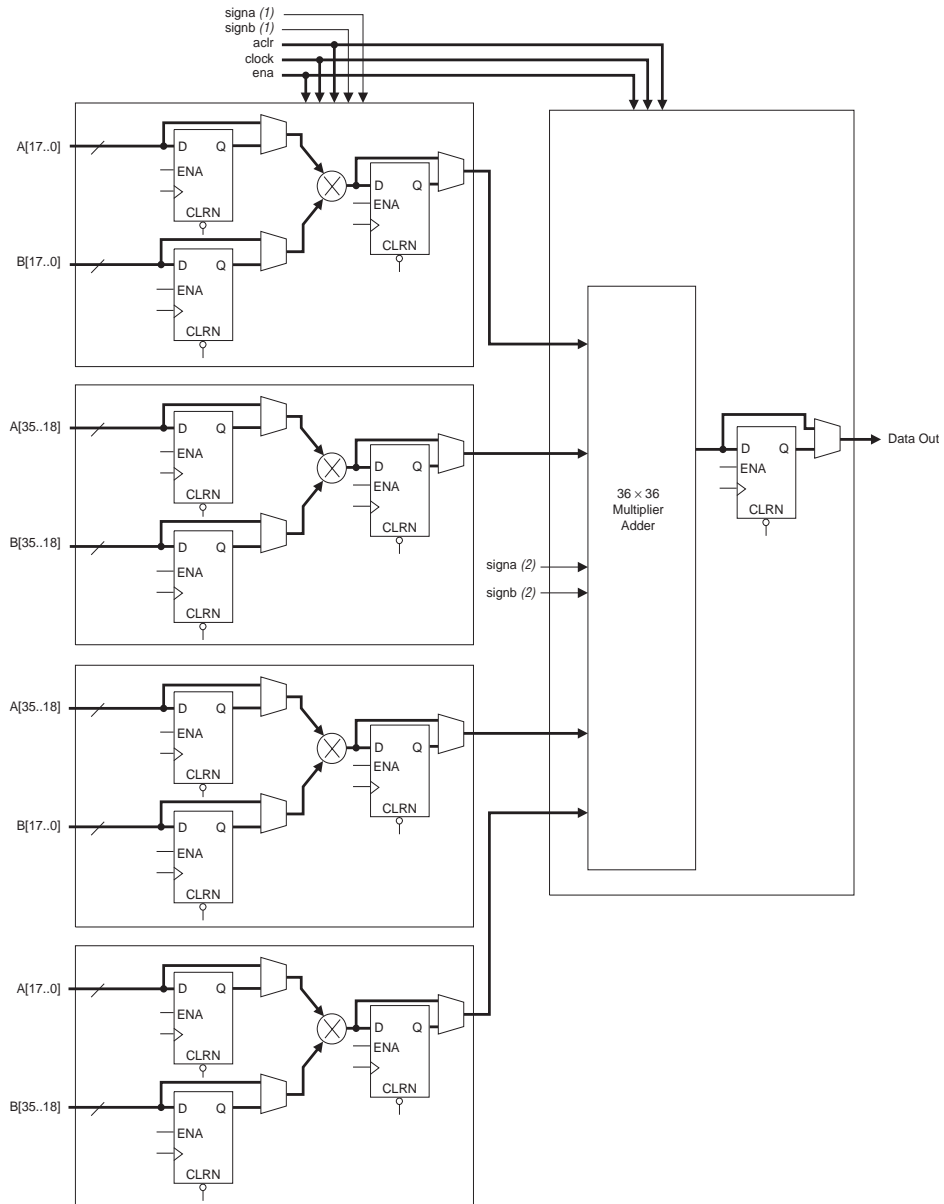 signa (1)
signb (1)
aclr
clock
ena
A[17..0]
D Q
ENA
CLRN
B[17..0]
D Q
ENA
CLRN
D Q
ENA
CLRN
A[35..18]
D Q
ENA
CLRN
B[35..18]
D Q
ENA
CLRN
D Q
ENA
CLRN
A[35..18]
D Q
ENA
CLRN
B[17..0]
D Q
ENA
CLRN
D Q
ENA
CLRN
A[17..0]
D Q
ENA
CLRN
B[35..18]
D Q
ENA
CLRN
D Q
ENA
CLRN
36 × 36
Multiplier
Adder
signa (2)
signb (2)
D Q
ENA
CLRN
Data Out